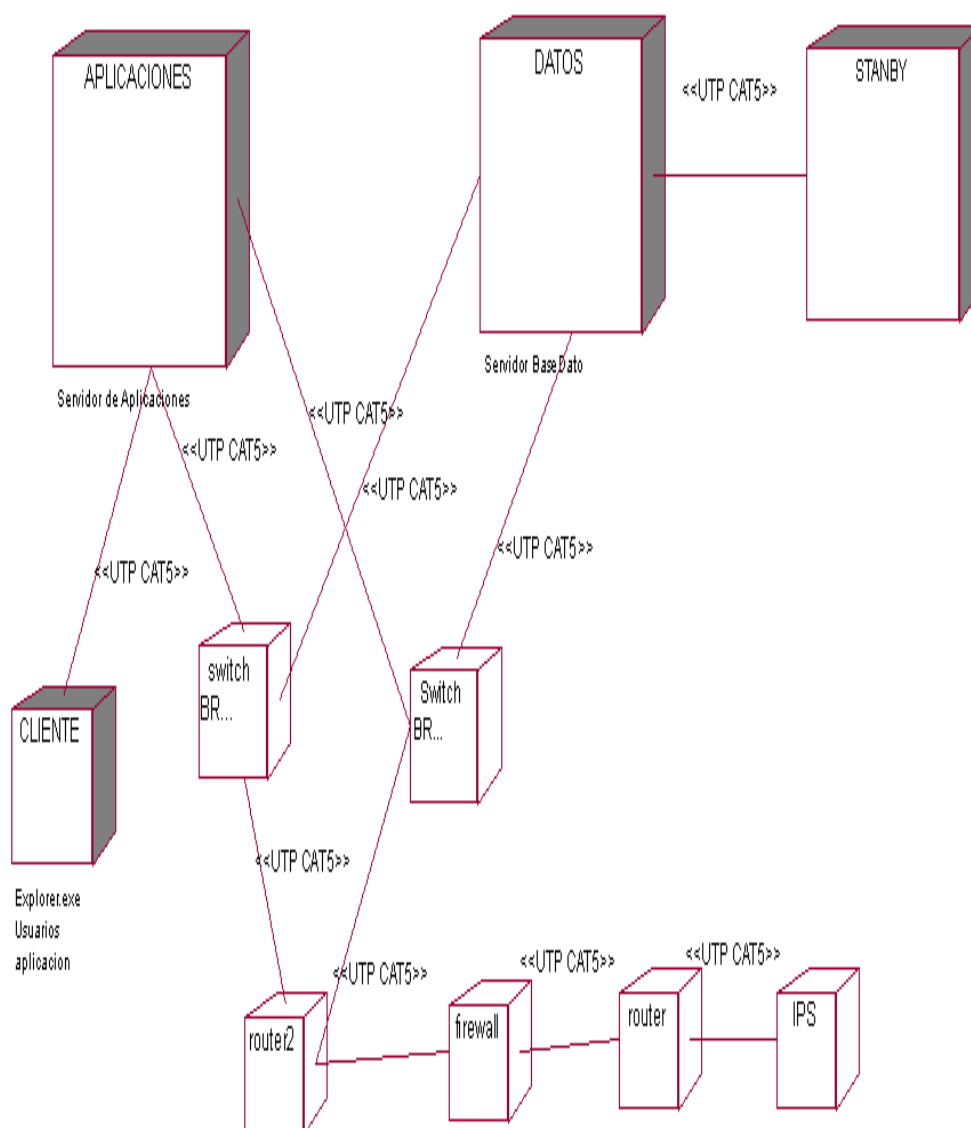 APLICACIONES
DATOS
STANBY
<<UTP CAT5>>
Servidor de Aplicaciones
Servidor BaseDato
<<UTP CAT5>>
<<UTP CAT5>>
<<UTP CAT5>>
<<UTP CAT5>>
<<UTP CAT5>>
switch
BR...
Switch
BR...
CLIENTE
<<UTP CAT5>>
Explorer.exe
Usuarios
aplicacion
<<UTP CAT5>>
<<UTP CAT5>>
<<UTP CAT5>>
router2
firewall
router
IPS